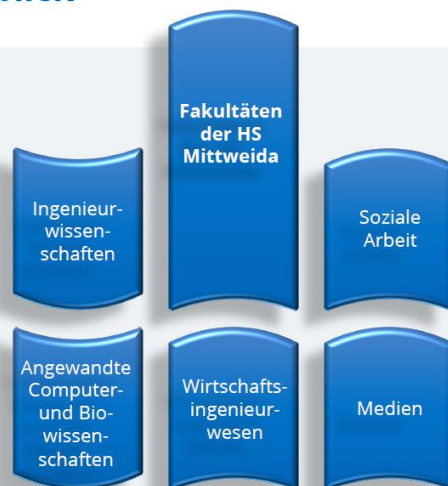 Fakultäten
der HS
Mittweida
Ingenieur-
wissen-
schaften
Soziale
Arbeit
Angewandte
Computer-
und Bio-
wissen-
schaften
Wirtschafts-
ingenieur-
wesen
Medien